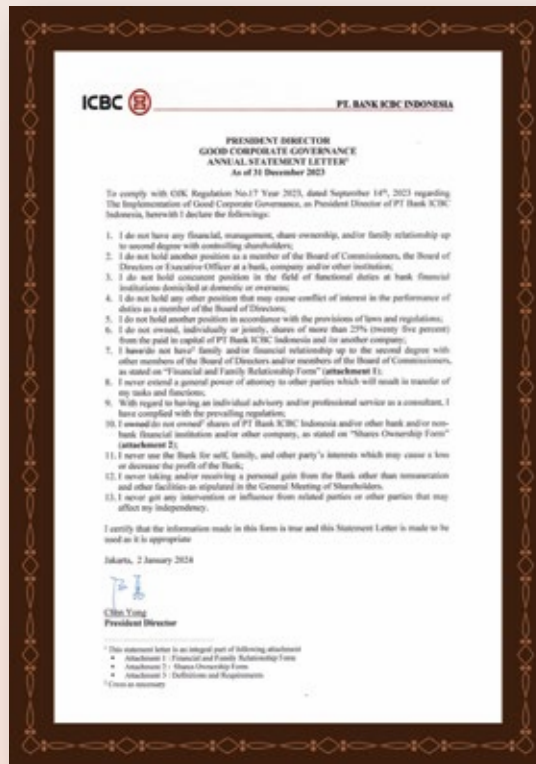 ICBC
PT. BANK ICBC INDONESIA
PRESIDENT DIRECTOR
GOOD CORPORATE GOVERNANCE
ANNUAL STATEMENT LETTER¹
As of 31 December 2023
To comply with OJK Regulation No.17 Year 2023, dated September 14th, 2023 regarding
The Implementation of Good Corporate Governance, as President Director of PT Bank ICBC
Indonesia, herewith I declare the followings:
1. I do not have any financial, management, share ownership, and/or family relationship up
to second degree with controlling shareholders;
2. I do not hold another position as a member of the Board of Commissioners, the Board of
Directors or Executive Officer at a bank, company and/or other institution;
3. I do not hold concurrent position in the field of functional duties at bank financial
institutions domiciled at domestic or overseas;
4. I do not hold any other position that may cause conflict of interest in the performance of
duties as a member of the Board of Directors;
5. I do not hold another position in accordance with the provisions of laws and regulations;
6. I do not owned, individually or jointly, shares of more than 25% (twenty five percent)
from the paid in capital of PT Bank ICBC Indonesia and /or another company;
7. I have/do not have² family and/or financial relationship up to the second degree with
other members of the Board of Directors and/or members of the Board of Commissioners,
as stated on "Financial and Family Relationship Form" (attachment 1);
8. I never extend a general power of attorney to other parties which will result in transfer of
my tasks and functions;
9. With regard to having an individual advisory and/or professional service as a consultant, I
have complied with the prevailing regulation;
10. I owned/do not owned² shares of PT Bank ICBC Indonesia and/or other bank and/or non-
bank financial institution and/or other company, as stated on "Shares Ownership Form"
(attachment 2);
11. I never use the Bank for self, family, and other party's interests which may cause a loss
or decrease the profit of the Bank;
12. I never taking and/or receiving a personal gain from the Bank other than remuneration
and other facilities as stipulated in the General Meeting of Shareholders.
13. I never got any intervention or influence from related parties or other parties that may
affect my independency.
I certify that the information made in this form is true and this Statement Letter is made to be
used as it is appropriate
Jakarta, 2 January 2024
Yong
President Director
¹ This statement letter is an integral part of following attachment
• Attachment 1 : Financial and Family Relationship Form
• Attachment 2 : Shares Ownership Form
• Attachment 3 : Definitions and Requirements
² Cross as necessary